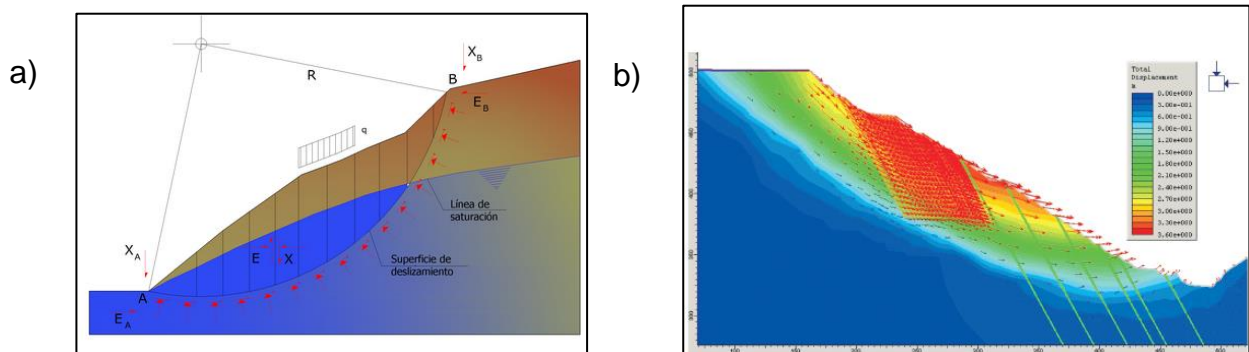 a)
X_B
R
B
E_B
q
Línea de
saturación
X_A
E
X
Superficie de
deslizamiento
A
E_A
b)
Total
Displacement
m
0.00e+000
3.00e-001
6.00e-001
9.00e-001
1.20e+000
1.50e+000
1.80e+000
2.10e+000
2.40e+000
2.70e+000
3.00e+000
3.30e+000
3.60e+000